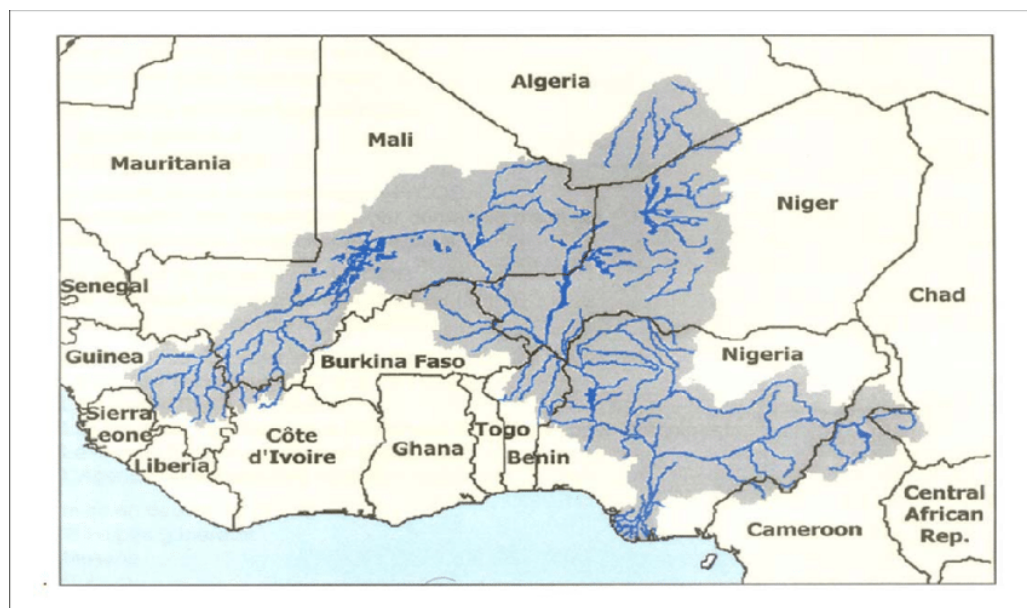 Algeria
Mali
Mauritania
Niger
Senegal
Chad
Guinea
Nigeria
Burkina Faso
Sierra
Leone
Côte
d'Ivoire
Ghana
Togo
Benin
Liberia
Central
African
Rep.
Cameroon